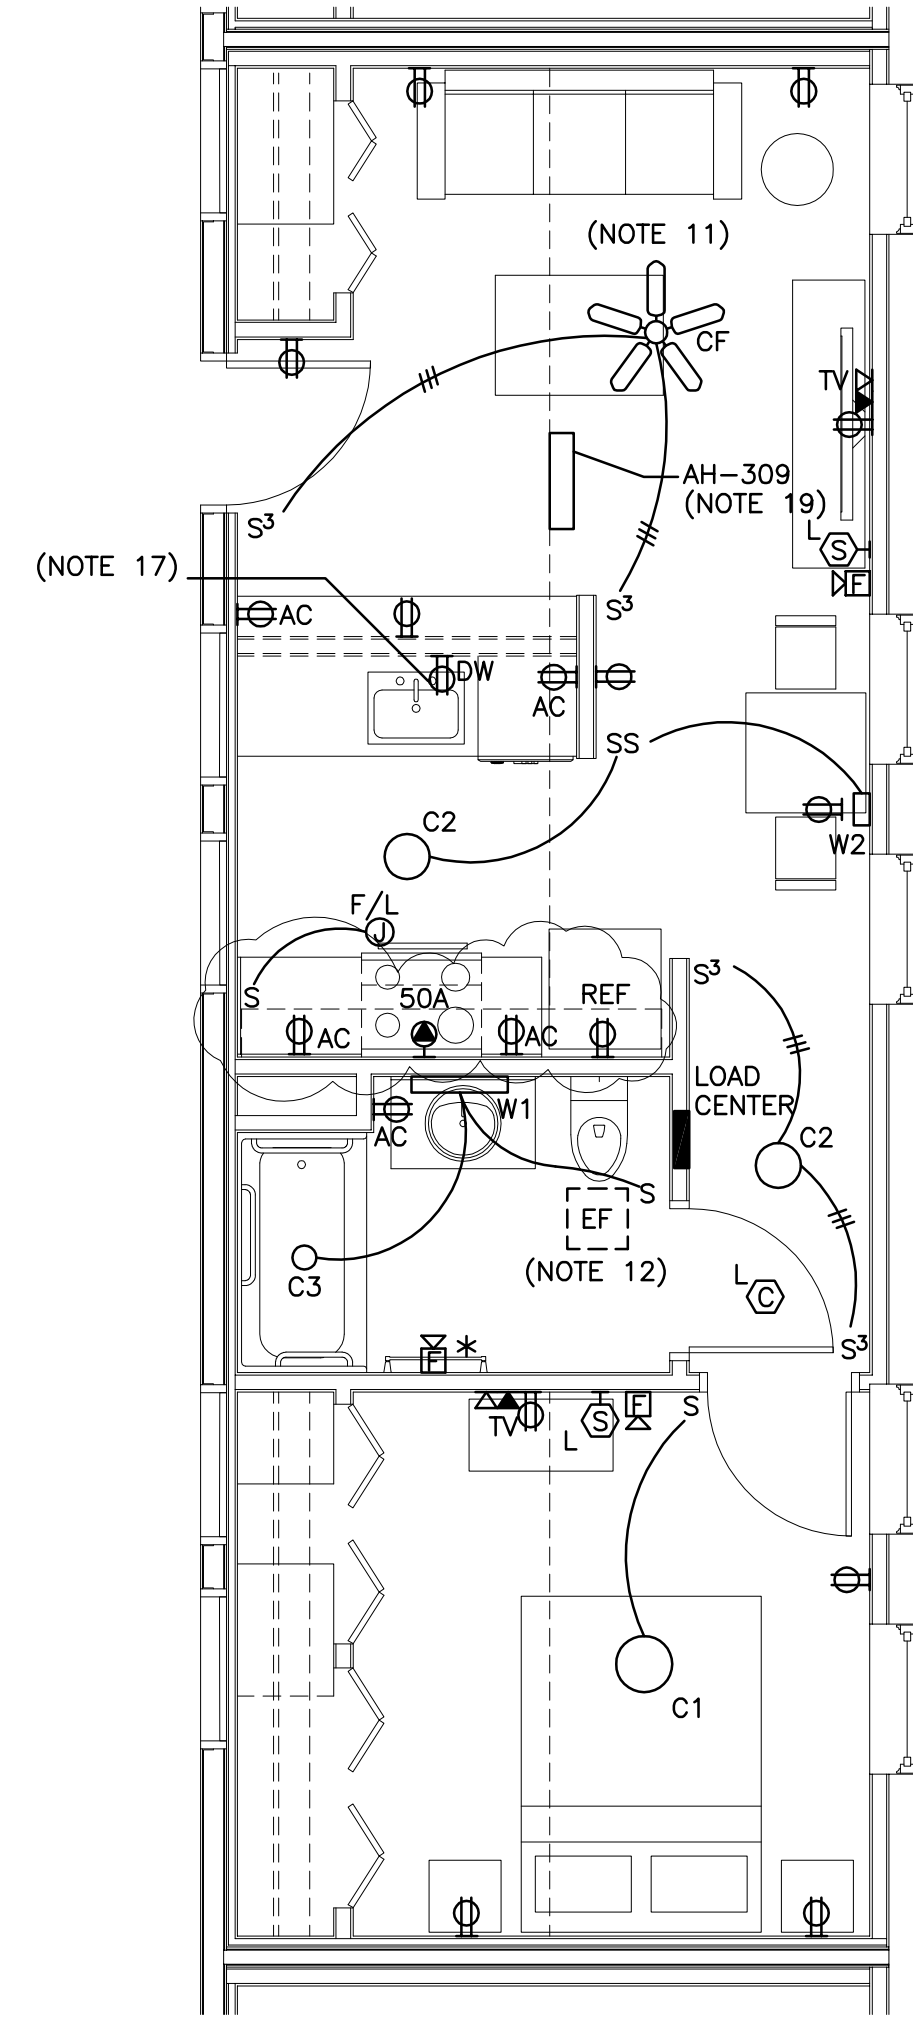 (NOTE 11)
CF
TV
AH-309
(NOTE 19)
S³
L
S
(NOTE 17)
F
S³
AC
DW
AC
SS
C2
W2
F/L
J
S³
S
50A
REF
AC
AC
LOAD
CENTER
W1
AC
C2
S
EF
(NOTE 12)
C3
L
C
S³
*
F
F
S
TV
S
L
C1